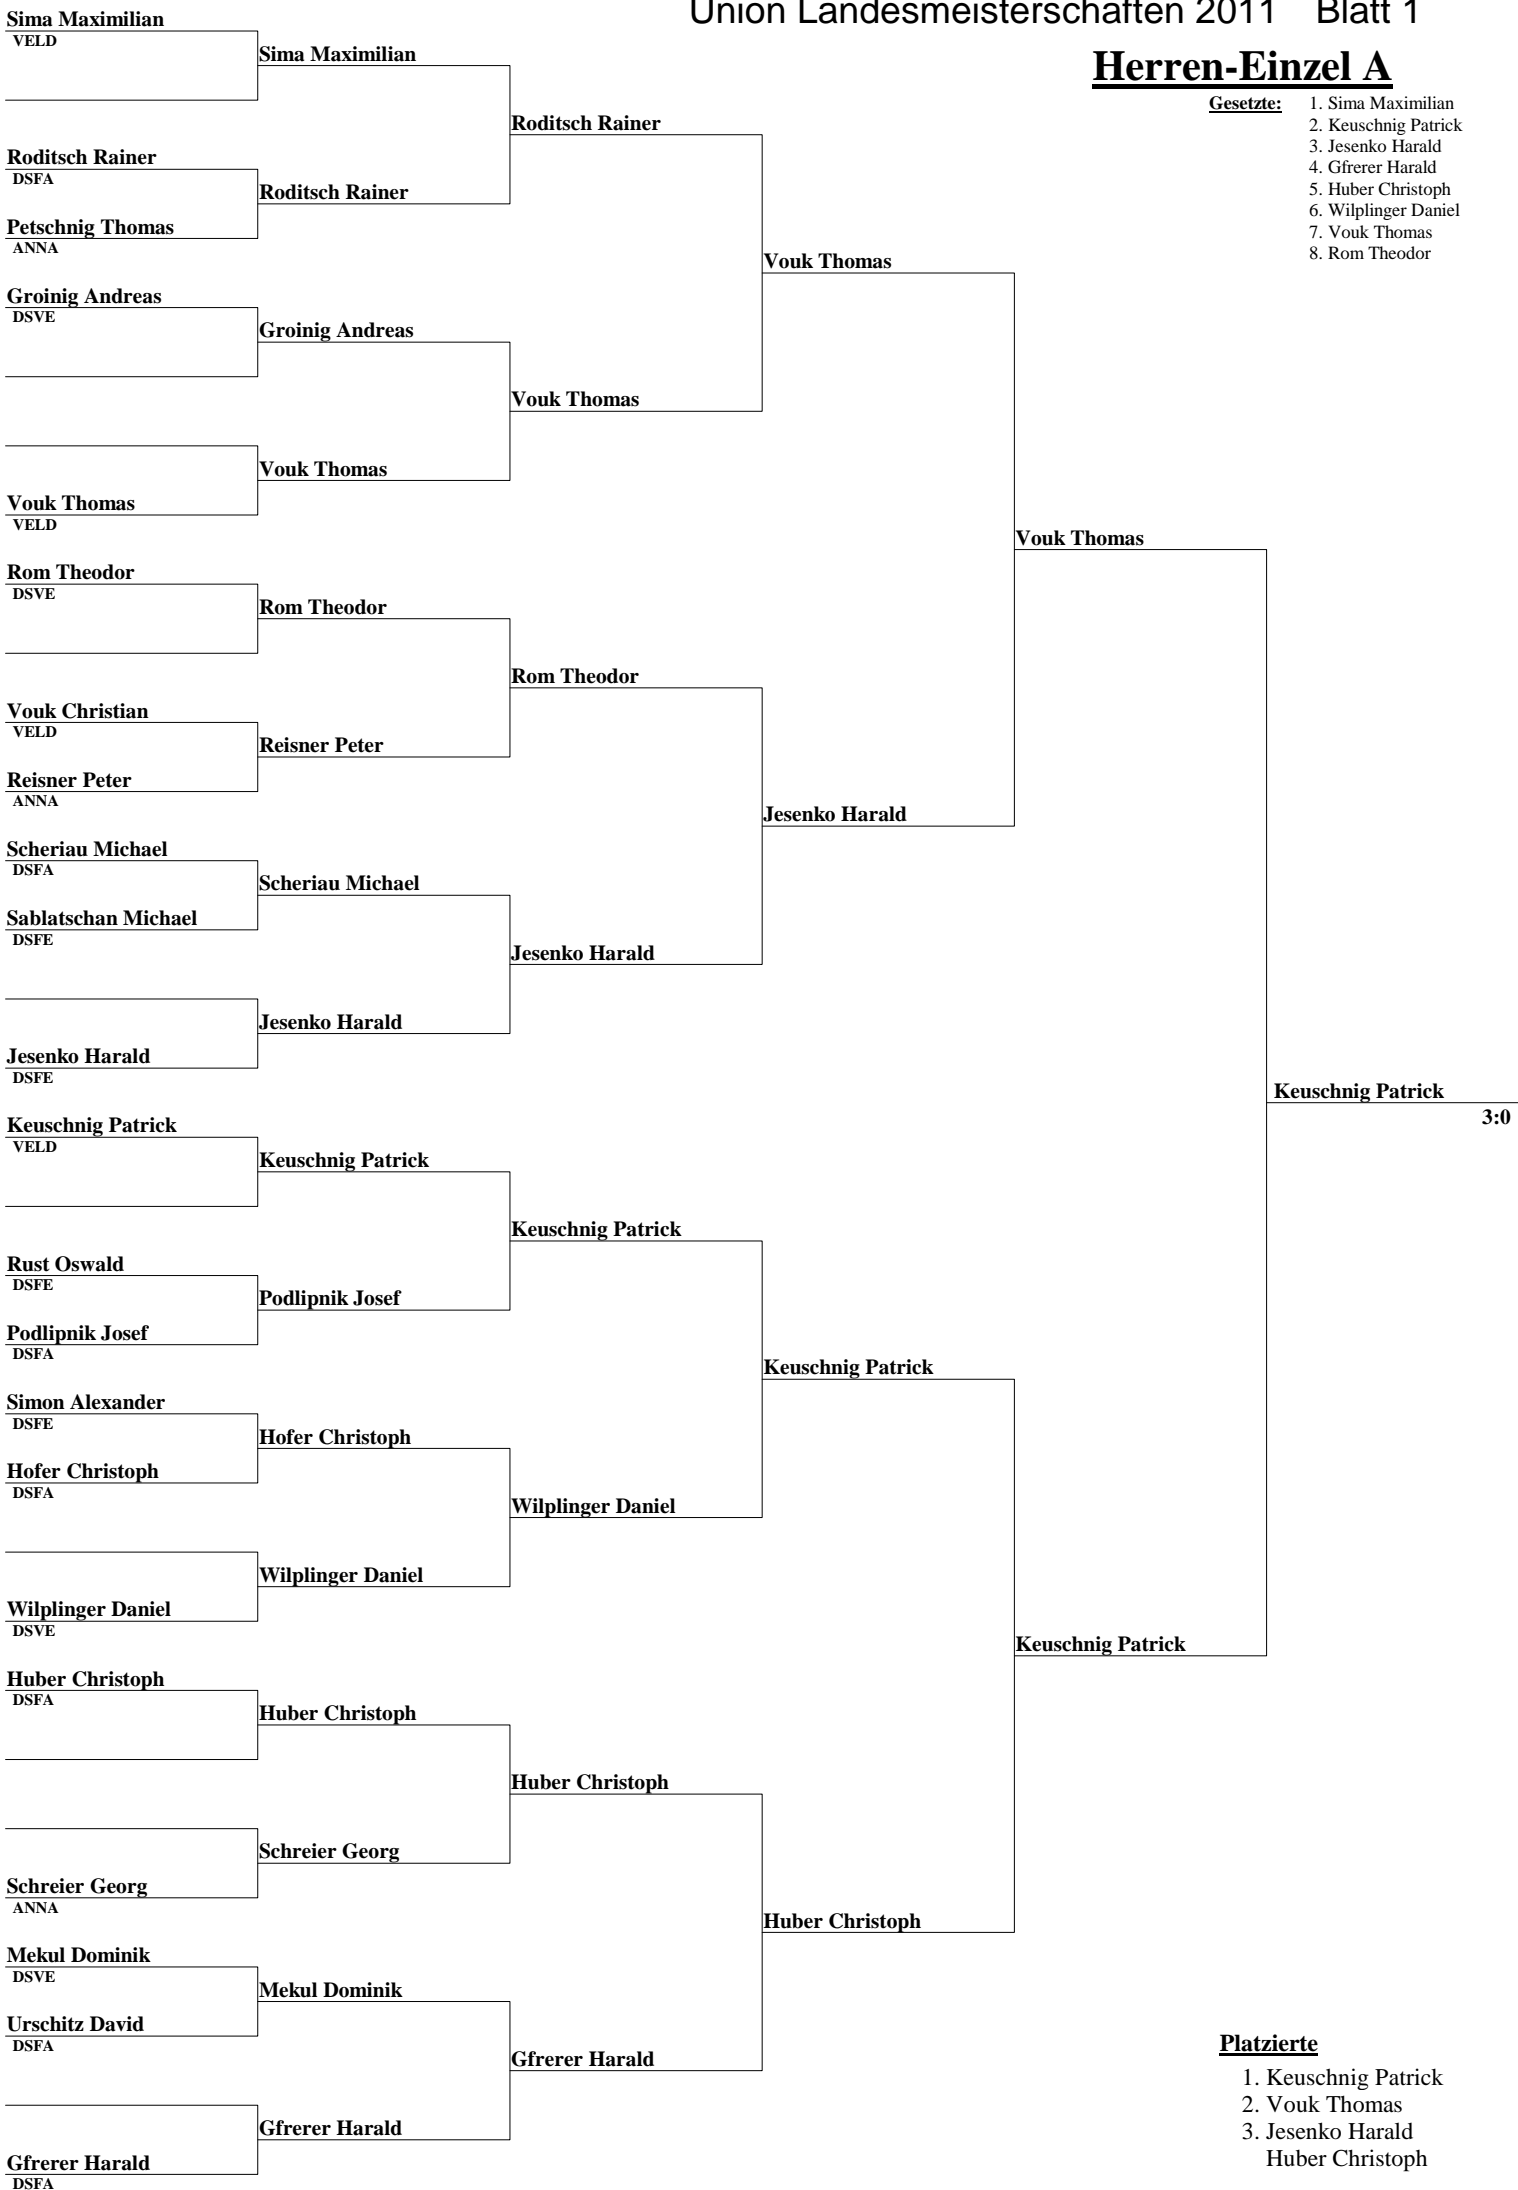 Union Landesmeisterschaften 2011 Blatt 1
Herren-Einzel A
Gesetzte:
1. Sima Maximilian
2. Keuschnig Patrick
3. Jesenko Harald
4. Gfrerer Harald
5. Huber Christoph
6. Wilplinger Daniel
7. Vouk Thomas
8. Rom Theodor
Sima Maximilian
VELD
Roditsch Rainer
DSFA
Petschnig Thomas
ANNA
Groinig Andreas
DSVE
Vouk Thomas
VELD
Rom Theodor
DSVE
Vouk Christian
VELD
Reisner Peter
ANNA
Scheriau Michael
DSFA
Sablatschan Michael
DSFE
Jesenko Harald
DSFE
Keuschnig Patrick
VELD
Rust Oswald
DSFE
Podlipnik Josef
DSFA
Simon Alexander
DSFE
Hofer Christoph
DSFA
Wilplinger Daniel
DSVE
Huber Christoph
DSFA
Schreier Georg
ANNA
Mekul Dominik
DSVE
Urschitz David
DSFA
Gfrerer Harald
DSFA
Sima Maximilian
Roditsch Rainer
Groinig Andreas
Vouk Thomas
Rom Theodor
Reisner Peter
Scheriau Michael
Jesenko Harald
Keuschnig Patrick
Podlipnik Josef
Hofer Christoph
Wilplinger Daniel
Huber Christoph
Schreier Georg
Mekul Dominik
Gfrerer Harald
Roditsch Rainer
Vouk Thomas
Rom Theodor
Jesenko Harald
Keuschnig Patrick
Wilplinger Daniel
Huber Christoph
Gfrerer Harald
Vouk Thomas
Jesenko Harald
Keuschnig Patrick
Huber Christoph
Vouk Thomas
Keuschnig Patrick
Keuschnig Patrick
3:0
Platzierte
1. Keuschnig Patrick
2. Vouk Thomas
3. Jesenko Harald
Huber Christoph